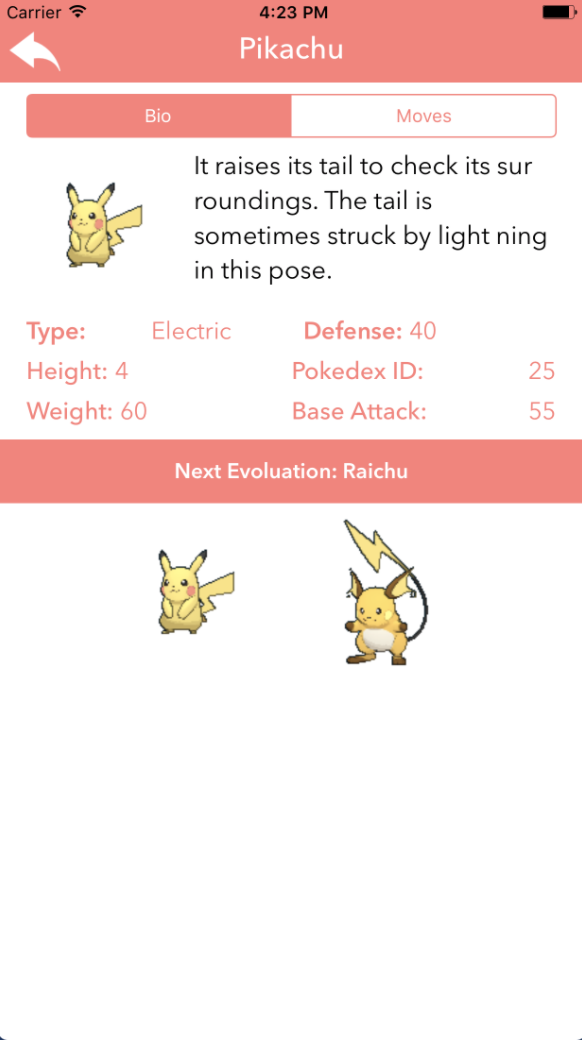 Carrier 4:23 PM
Pikachu
Bio Moves
It raises its tail to check its sur
roundings. The tail is
sometimes struck by light ning
in this pose.
Type: Electric Defense: 40
Height: 4 Pokedex ID: 25
Weight: 60 Base Attack: 55
Next Evoluation: Raichu